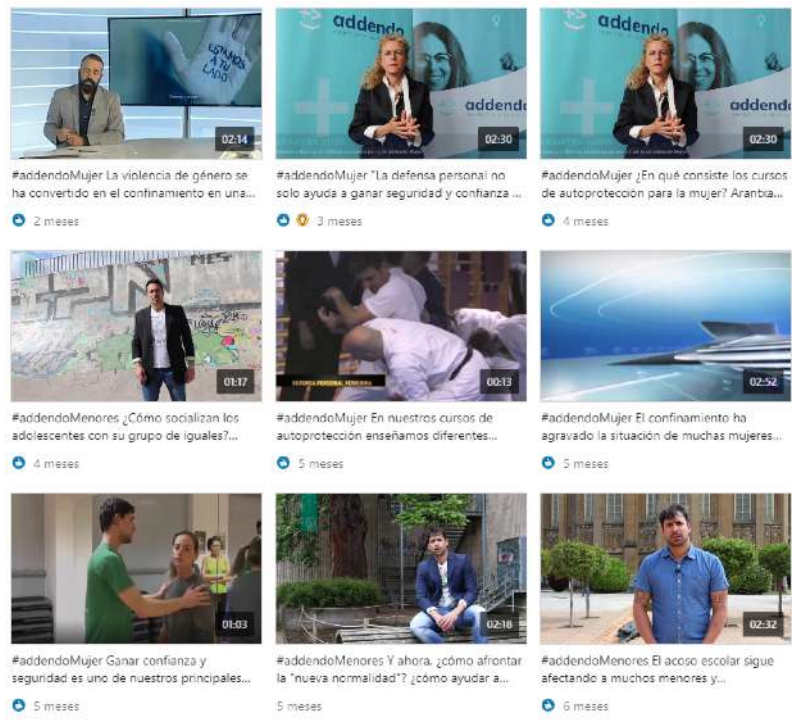 ESTAMOS
A TU
LADO
02:14
addendo
addendo
02:30
addendo
addendo
02:30
#addendoMujer La violencia de género se
ha convertido en el confinamiento en una...
2 meses
#addendoMujer "La defensa personal no
solo ayuda a ganar seguridad y confianza ...
3 meses
#addendoMujer ¿En qué consiste los cursos
de autoprotección para la mujer? Arantxa...
4 meses
MES
01:17
DEFENSA PERSONAL FEMENINA
00:13
02:52
#addendoMenores ¿Cómo socializan los
adolescentes con su grupo de iguales?...
4 meses
#addendoMujer En nuestros cursos de
autoprotección enseñamos diferentes...
5 meses
#addendoMujer El confinamiento ha
agravado la situación de muchas mujeres...
5 meses
01:03
02:18
02:32
#addendoMujer Ganar confianza y
seguridad es uno de nuestros principales...
5 meses
#addendoMenores Y ahora, ¿cómo afrontar
la "nueva normalidad"? ¿cómo ayudar a...
5 meses
#addendoMenores El acoso escolar sigue
afectando a muchos menores y...
6 meses